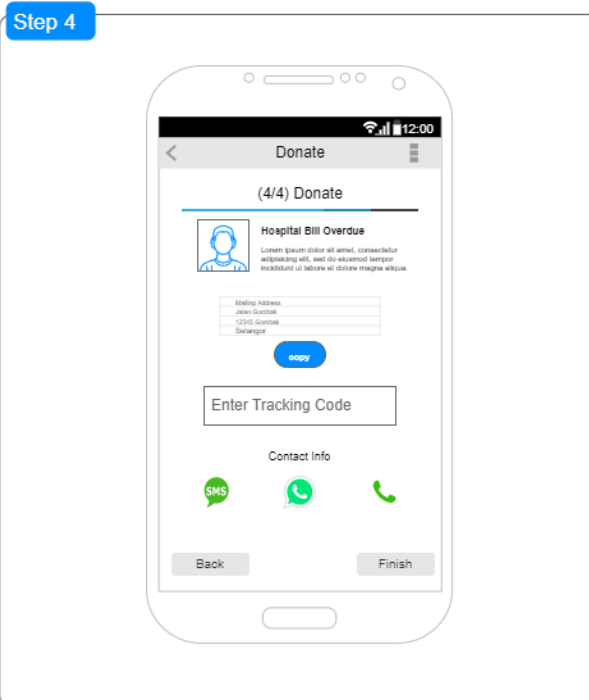 Step 4
12:00
Donate
(4/4) Donate
Hospital Bill Overdue
Lorem ipsum dolor sit amet, consectetur
adipisicing elit, sed do eiusmod tempor
incididunt ut labore et dolore magna aliqua.
Mailing Address
Jalan Gombak
12345 Gombak
Selangor
copy
Enter Tracking Code
Contact Info
SMS
Back Finish